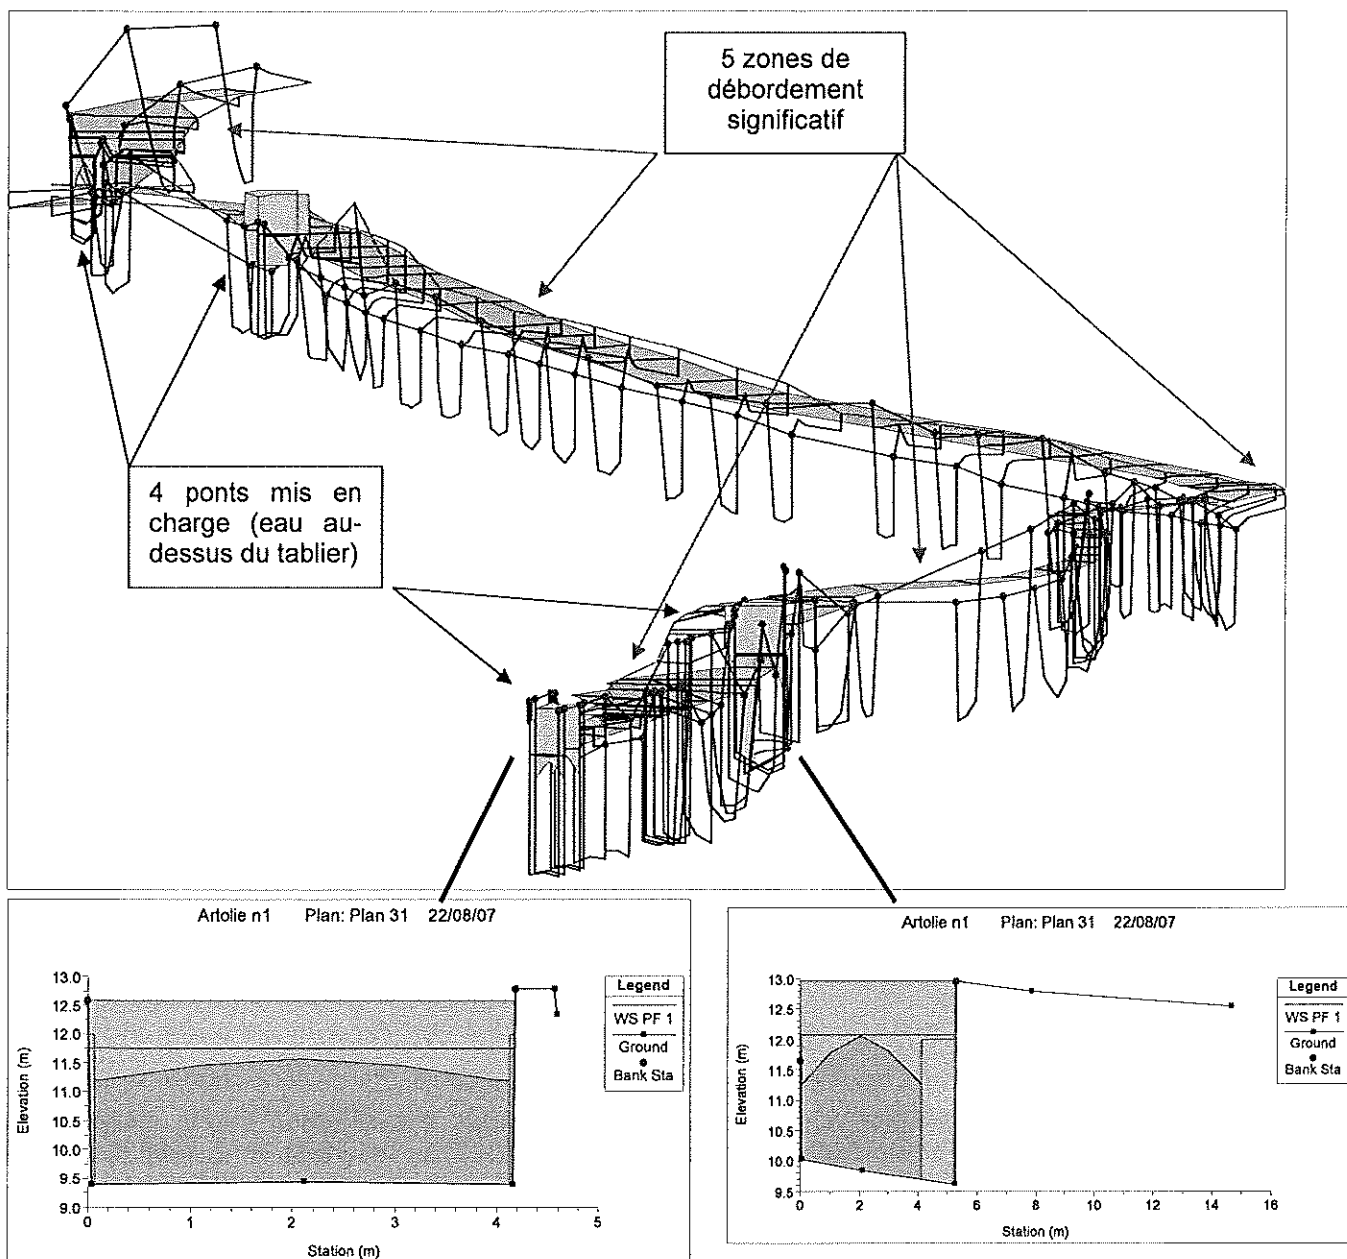 5 zones de
débordement
significatif
4 ponts mis en
charge (eau au-
dessus du tablier)
Artolie n1 Plan: Plan 31 22/08/07
Elevation (m)
13.0
12.5
12.0
11.5
11.0
10.5
10.0
9.5
9.0
0 1 2 3 4 5
Station (m)
Legend
WS PF 1
Ground
Bank Sta
Artolie n1 Plan: Plan 31 22/08/07
Elevation (m)
13.0
12.5
12.0
11.5
11.0
10.5
10.0
9.5
0 2 4 6 8 10 12 14 16
Station (m)
Legend
WS PF 1
Ground
Bank Sta